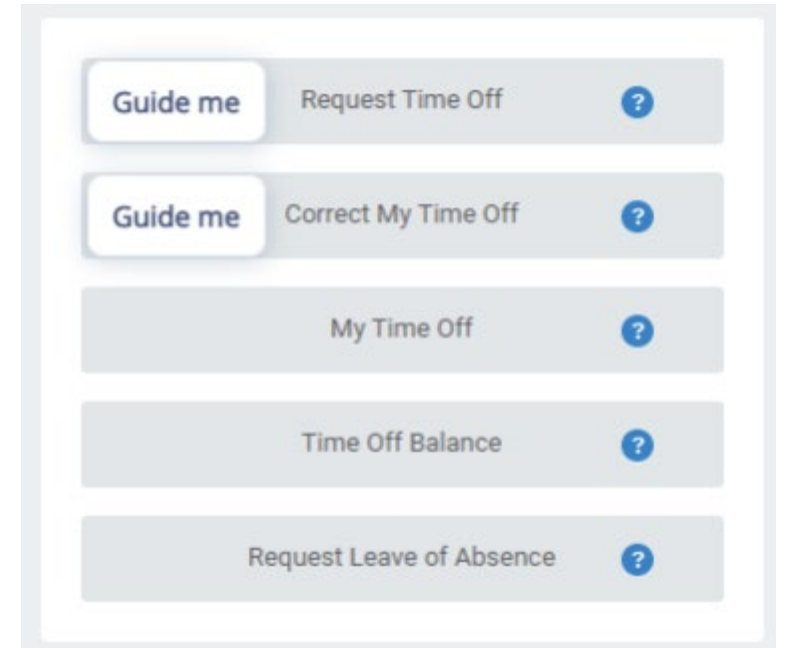 Guide me Request Time Off ?
Guide me Correct My Time Off ?
My Time Off ?
Time Off Balance ?
Request Leave of Absence ?